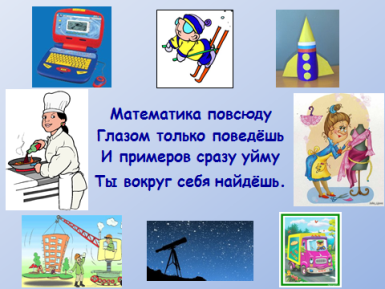 Математика повсюду
Глазом только поведёшь
И примеров сразу уйму
Ты вокруг себя найдёшь.